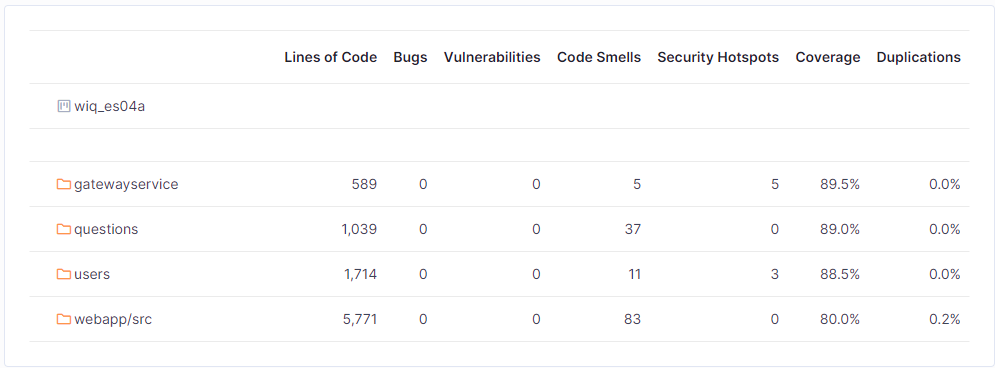 Lines of Code Bugs Vulnerabilities Code Smells Security Hotspots Coverage Duplications
wiq_es04a
gatewayservice 589 0 0 5 5 89.5% 0.0%
questions 1,039 0 0 37 0 89.0% 0.0%
users 1,714 0 0 11 3 88.5% 0.0%
webapp/src 5,771 0 0 83 0 80.0% 0.2%